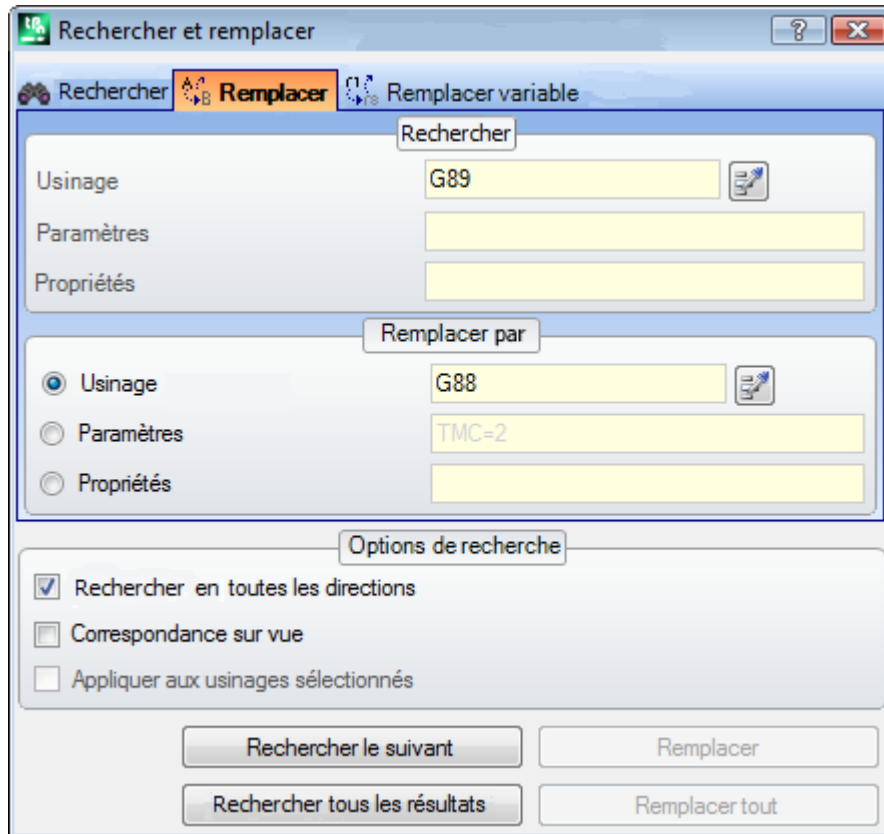 Rechercher et remplacer
Rechercher Remplacer Remplacer variable
Rechercher
Usinage G89
Paramètres
Propriétés
Remplacer par
Usinage G88
Paramètres TMC=2
Propriétés
Options de recherche
Rechercher en toutes les directions
Correspondance sur vue
Appliquer aux usinages sélectionnés
Rechercher le suivant Remplacer
Rechercher tous les résultats Remplacer tout